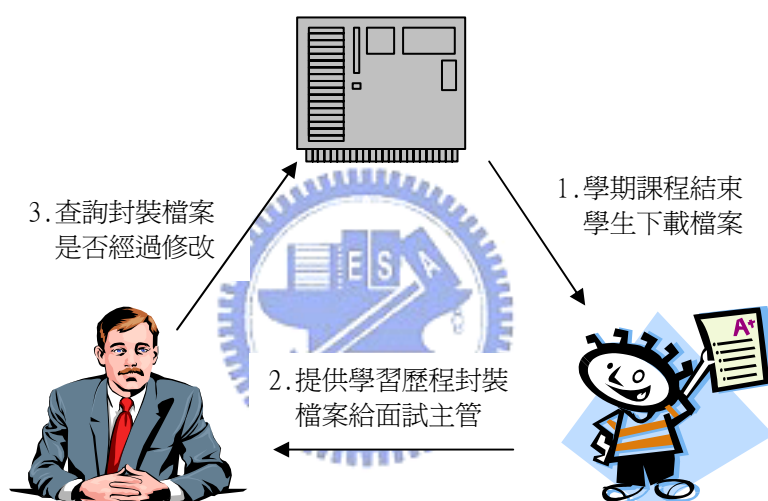 1.學期課程結束
學生下載檔案
3.查詢封裝檔案
是否經過修改
ESA
A+
2.提供學習歷程封裝
檔案給面試主管